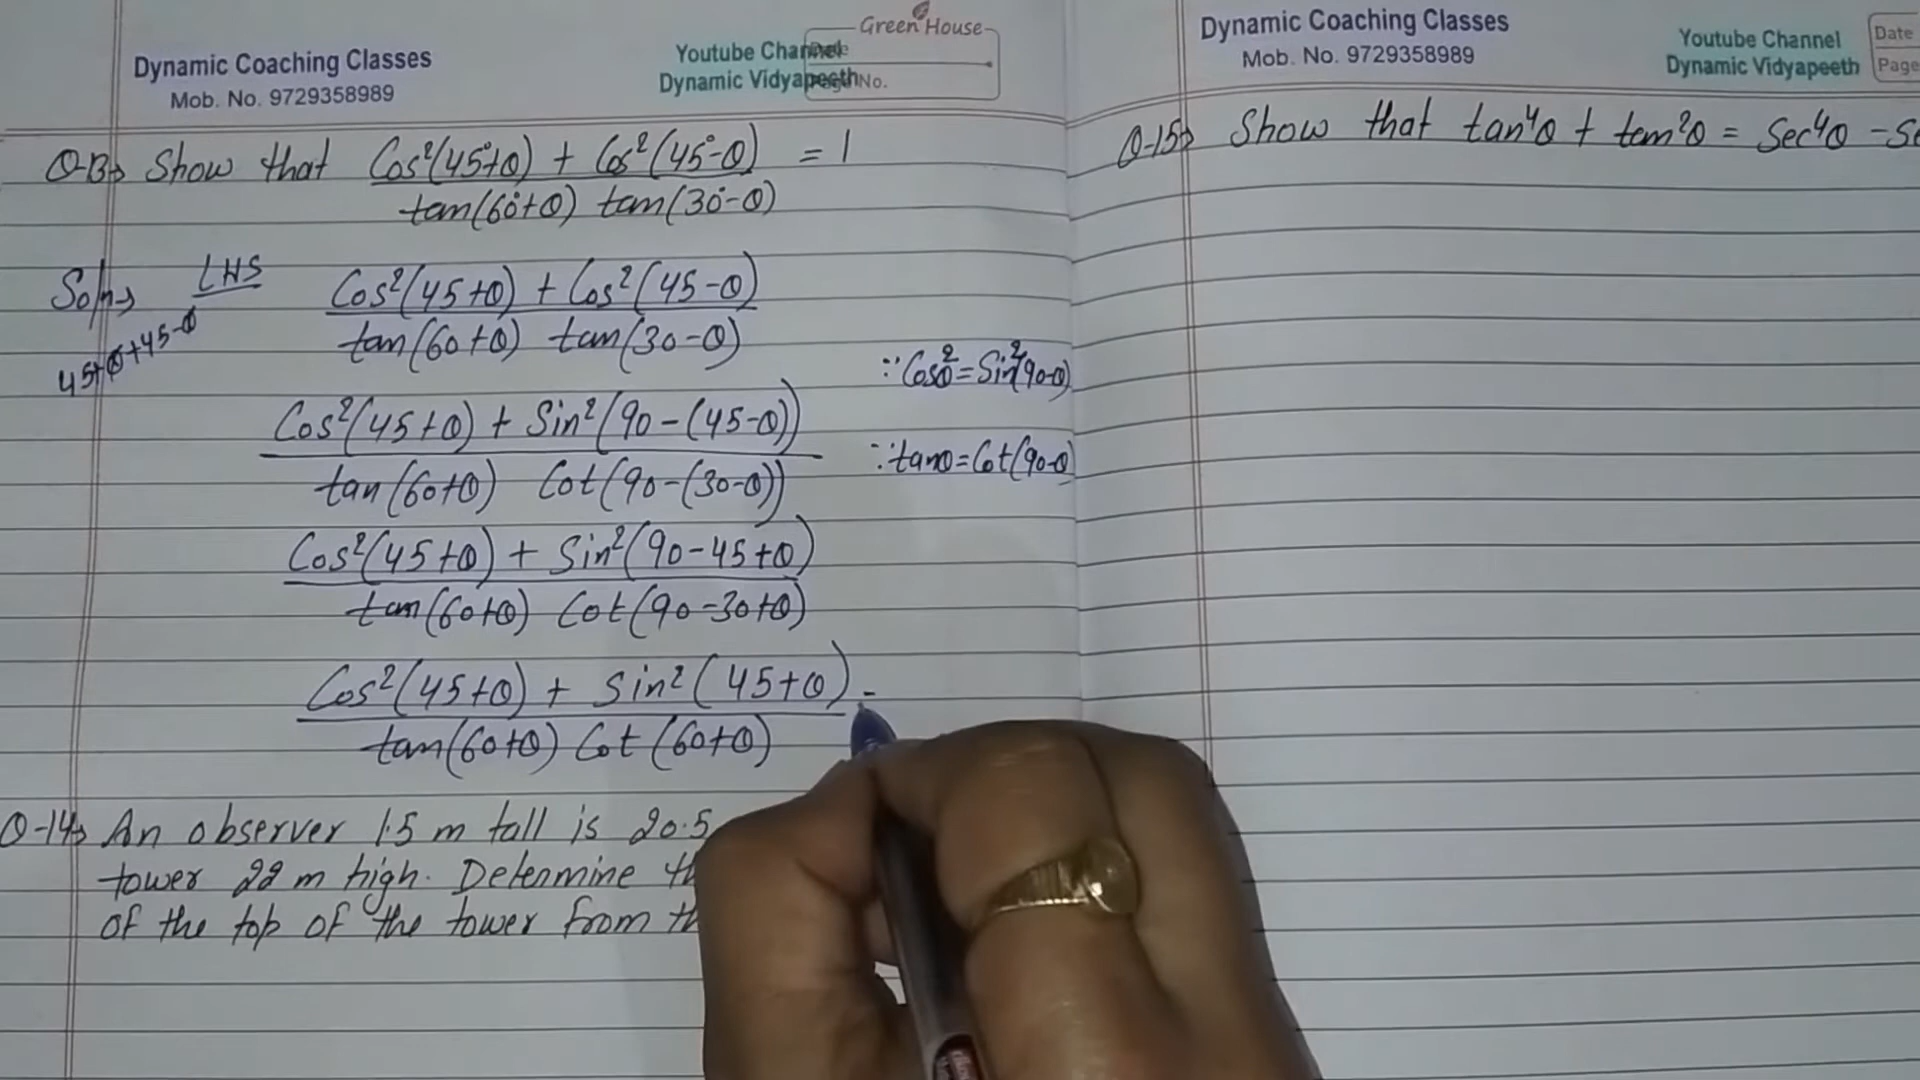 Green House
Dynamic Coaching Classes
Mob. No. 9729358989
Youtube Channel
Dynamic Vidyapeeth
No.
Q-13→ Show that Cos²(45°+θ) + Cos²(45°-θ) = 1
tan(60°+θ) tan(30°-θ)
Soln→ LHS
45+θ+45-θ
Cos²(45+θ) + Cos²(45-θ)
tan(60+θ) tan(30-θ)
∵ Cos²θ = Sin²(90-θ)
Cos²(45+θ) + Sin²(90-(45-θ))
tan(60+θ) Cot(90-(30-θ))
∵ tanθ = Cot(90-θ)
Cos²(45+θ) + Sin²(90-45+θ)
tan(60+θ) Cot(90-30+θ)
Cos²(45+θ) + Sin²(45+θ) -
tan(60+θ) Cot(60+θ)
Q-14→ An observer 1.5 m tall is 20.5
tower 22 m high. Determine th
of the top of the tower from th
Dynamic Coaching Classes
Mob. No. 9729358989
Youtube Channel
Dynamic Vidyapeeth
Date
Page
Q-15→ Show that tan⁴θ + tan²θ = Sec⁴θ - Se